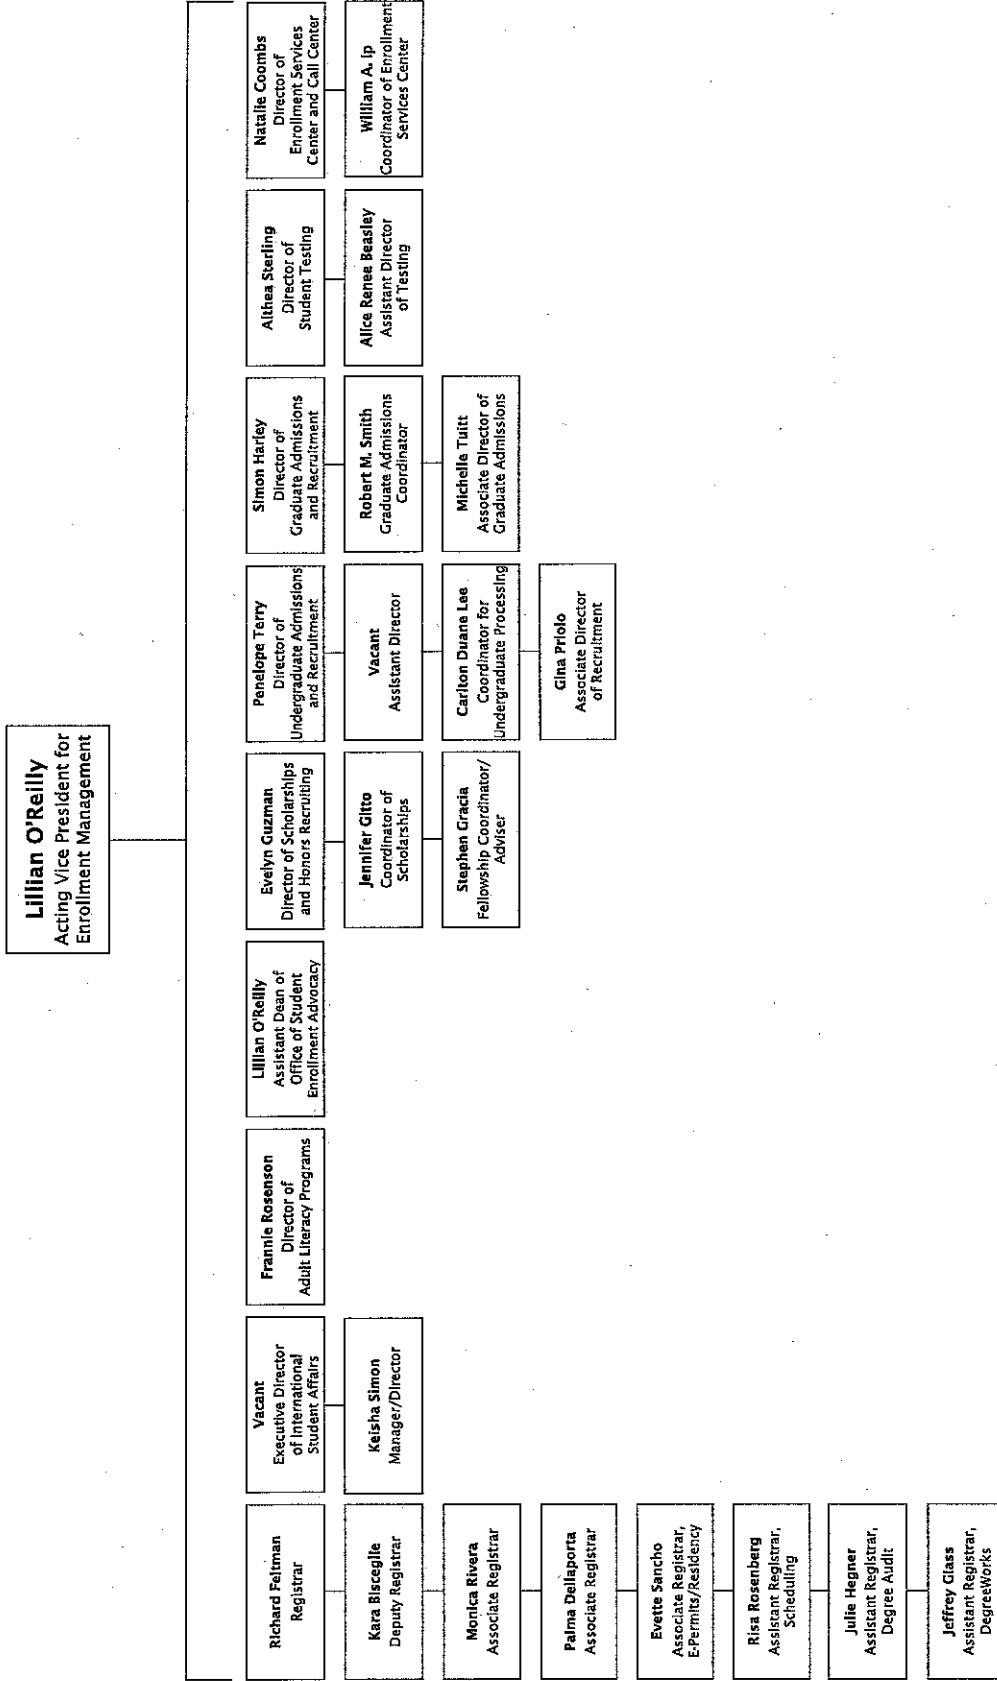 Lillian O'Reilly
Acting Vice President for
Enrollment Management
Richard Feltman
Registrar
Kara Bisceglie
Deputy Registrar
Monica Rivera
Associate Registrar
Palma Dellaporta
Associate Registrar
Evette Sancho
Associate Registrar,
E-Permits/Residency
Risa Rosenberg
Assistant Registrar,
Scheduling
Julie Hegner
Assistant Registrar,
Degree Audit
Jeffrey Glass
Assistant Registrar,
DegreeWorks
Vacant
Executive Director
of International
Student Affairs
Keisha Simon
Manager/Director
Frannie Rosenson
Director of
Adult Literacy Programs
Lillian O'Reilly
Assistant Dean of
Office of Student
Enrollment Advocacy
Evelyn Guzman
Director of Scholarships
and Honors Recruiting
Jennifer Gitto
Coordinator of
Scholarships
Stephen Gracia
Fellowship Coordinator/
Adviser
Penelope Terry
Director of
Undergraduate Admissions
and Recruitment
Vacant
Assistant Director
Carlton Duane Lee
Coordinator for
Undergraduate Processing
Gina Priolo
Associate Director
of Recruitment
Simon Harley
Director of
Graduate Admissions
and Recruitment
Robert M. Smith
Graduate Admissions
Coordinator
Michelle Tuitt
Associate Director of
Graduate Admissions
Althea Sterling
Director of
Student Testing
Alice Renee Beasley
Assistant Director
of Testing
Natalie Coombs
Director of
Enrollment Services
Center and Call Center
William A. Ip
Coordinator of Enrollment
Services Center